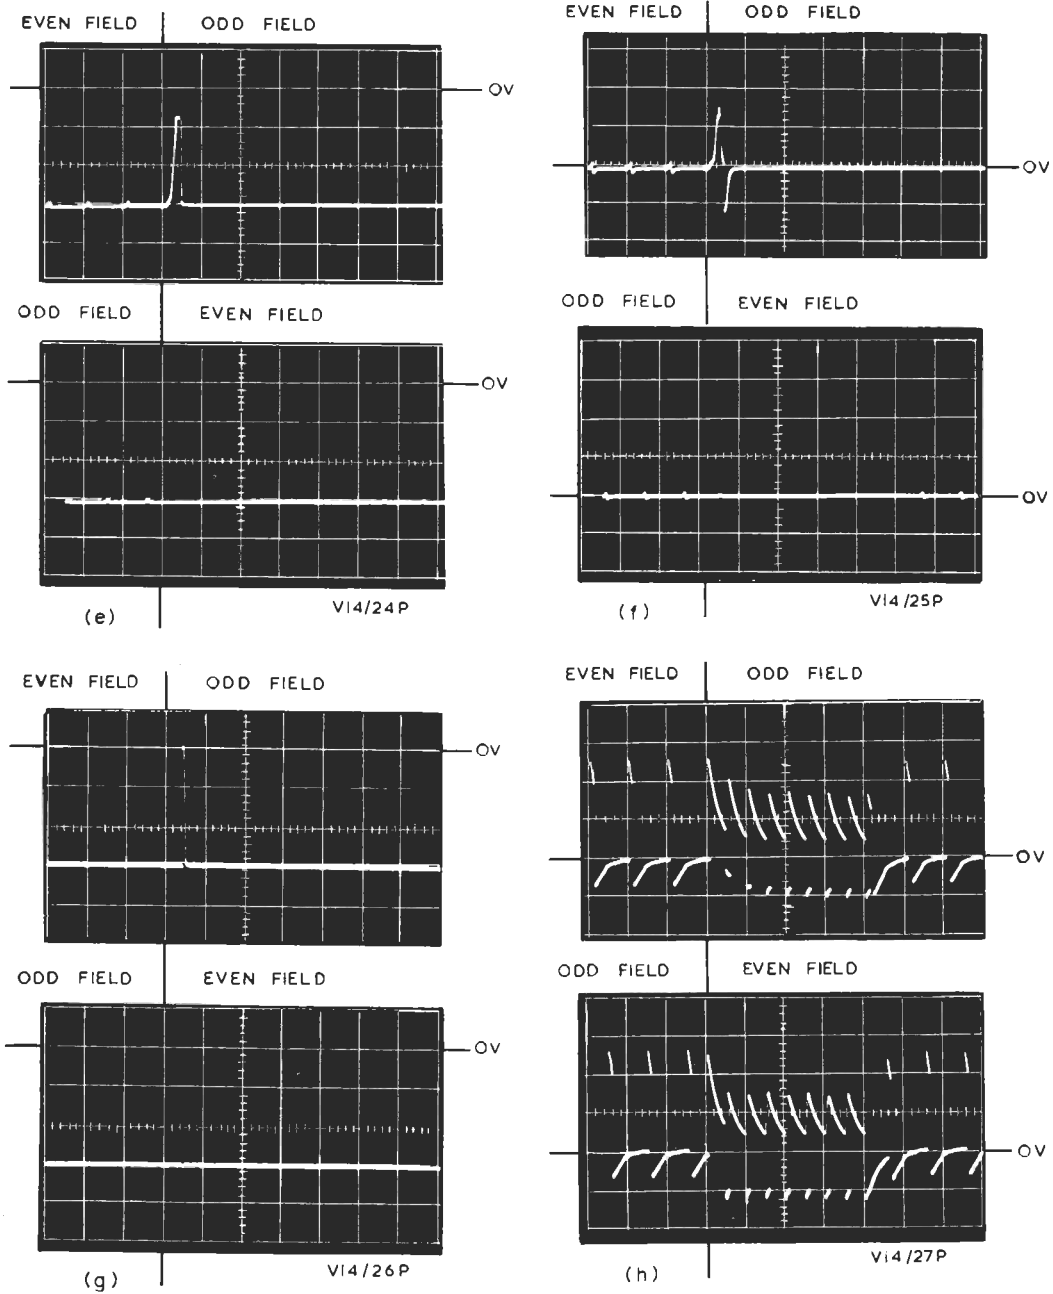 EVEN FIELD ODD FIELD
OV
ODD FIELD EVEN FIELD
OV
(e) V14/24P
EVEN FIELD ODD FIELD
OV
ODD FIELD EVEN FIELD
OV
(f) V14/25P
EVEN FIELD ODD FIELD
OV
ODD FIELD EVEN FIELD
OV
(g) V14/26P
EVEN FIELD ODD FIELD
OV
ODD FIELD EVEN FIELD
OV
(h) V14/27P